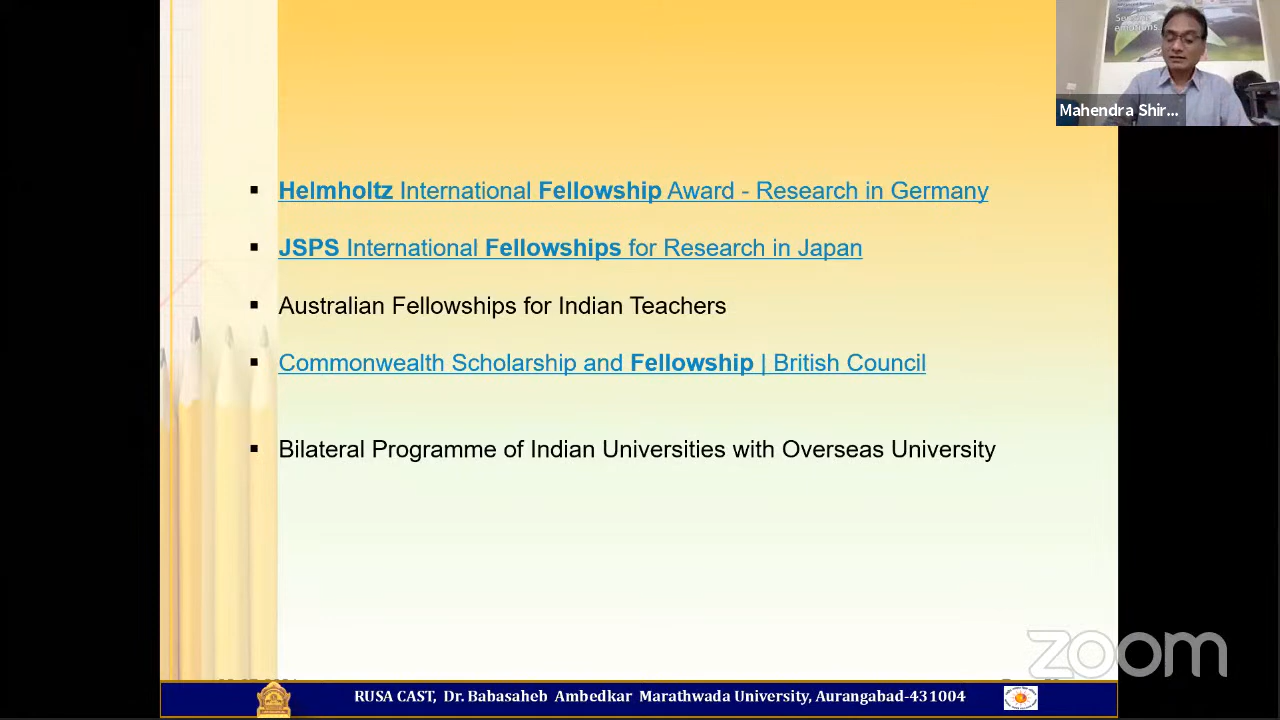 Mahendra Shir...
Helmholtz International Fellowship Award - Research in Germany
JSPS International Fellowships for Research in Japan
Australian Fellowships for Indian Teachers
Commonwealth Scholarship and Fellowship | British Council
Bilateral Programme of Indian Universities with Overseas University
zoom
RUSA CAST, Dr. Babasaheb Ambedkar Marathwada University, Aurangabad-431004